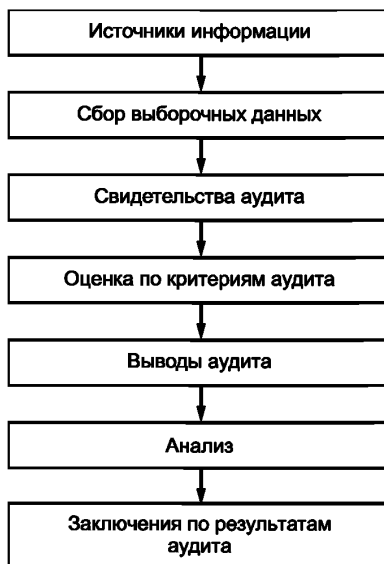 Источники информации
Сбор выборочных данных
Свидетельства аудита
Оценка по критериям аудита
Выводы аудита
Анализ
Заключения по результатам
аудита